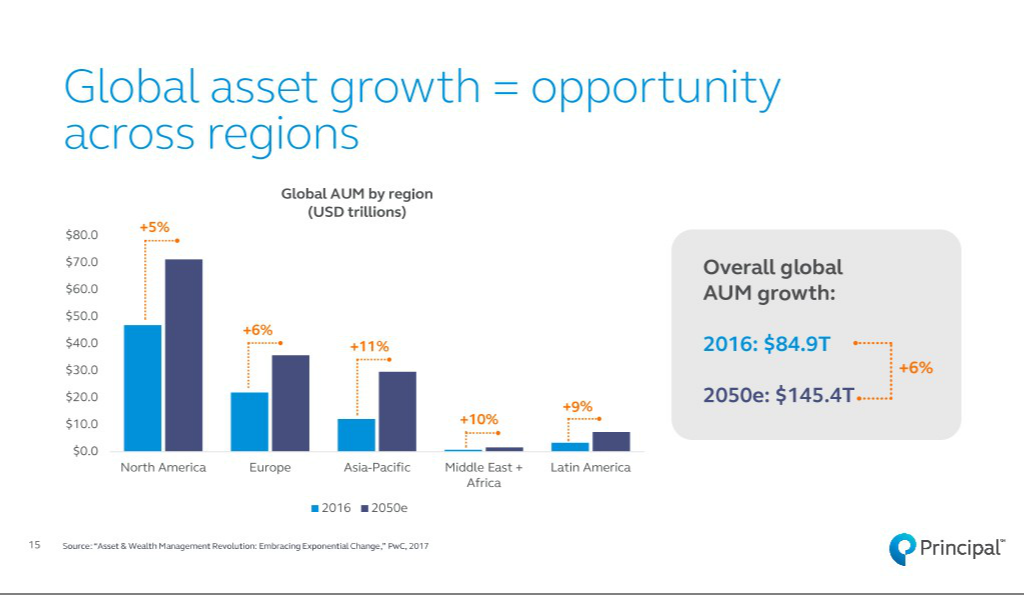 Global asset growth = opportunity
across regions
Global AUM by region
(USD trillions)
$80.0
$70.0
$60.0
$50.0
$40.0
$30.0
$20.0
$10.0
$0.0
+5%
+6%
+11%
+10%
+9%
North America
Europe
Asia-Pacific
Middle East +
Africa
Latin America
2016
2050e
Overall global
AUM growth:
2016: $84.9T
2050e: $145.4T
+6%
15
Source: "Asset & Wealth Management Revolution: Embracing Exponential Change," PwC, 2017
Principal℠